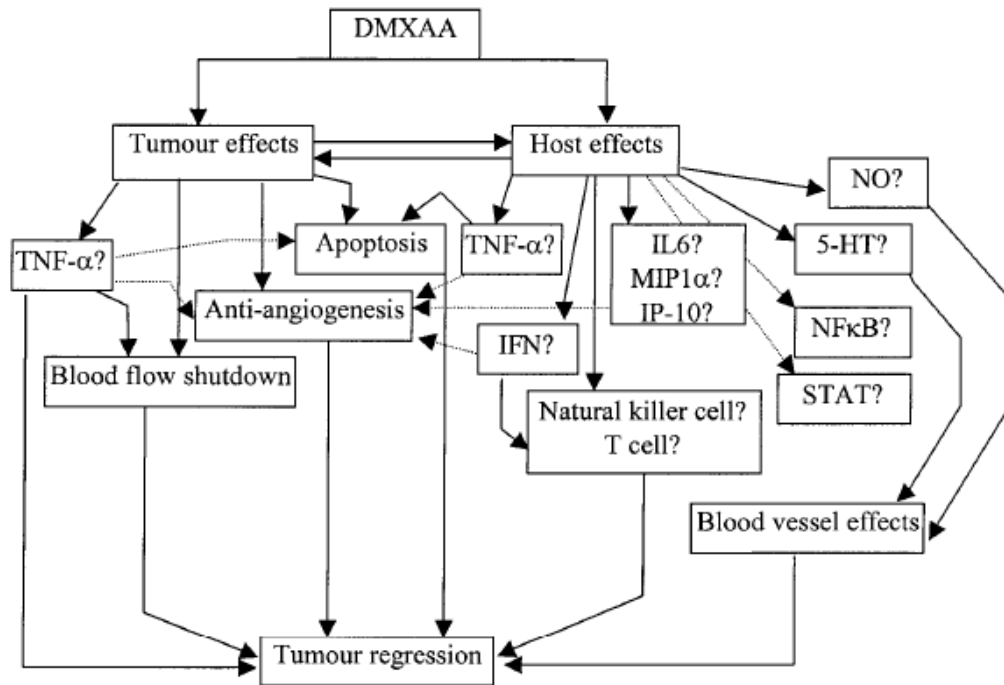 DMXAA
Tumour effects
Host effects
NO?
TNF-α?
Apoptosis
TNF-α?
IL6?
MIP1α?
IP-10?
5-HT?
Anti-angiogenesis
IFN?
NFκB?
Blood flow shutdown
STAT?
Natural killer cell?
T cell?
Blood vessel effects
Tumour regression